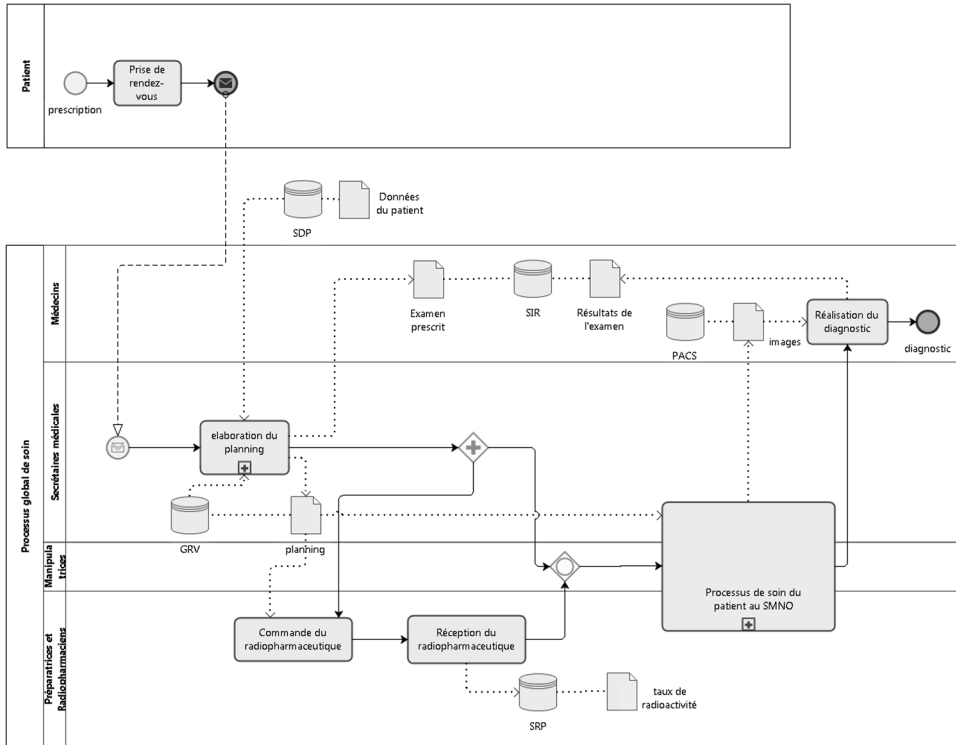 Patient
Prise de
rendez-
vous
prescription
Données
du patient
SDP
Processus global de soin
Médecins
Examen
prescrit
SIR
Résultats de
l'examen
PACS
images
Réalisation du
diagnostic
diagnostic
Secrétaires médicales
elaboration du
planning
GRV
planning
Manipula
trices
Processus de soin du
patient au SMNO
Préparatrices et
Radiopharmaciens
Commande du
radiopharmaceutique
Réception du
radiopharmaceutique
SRP
taux de
radioactivité